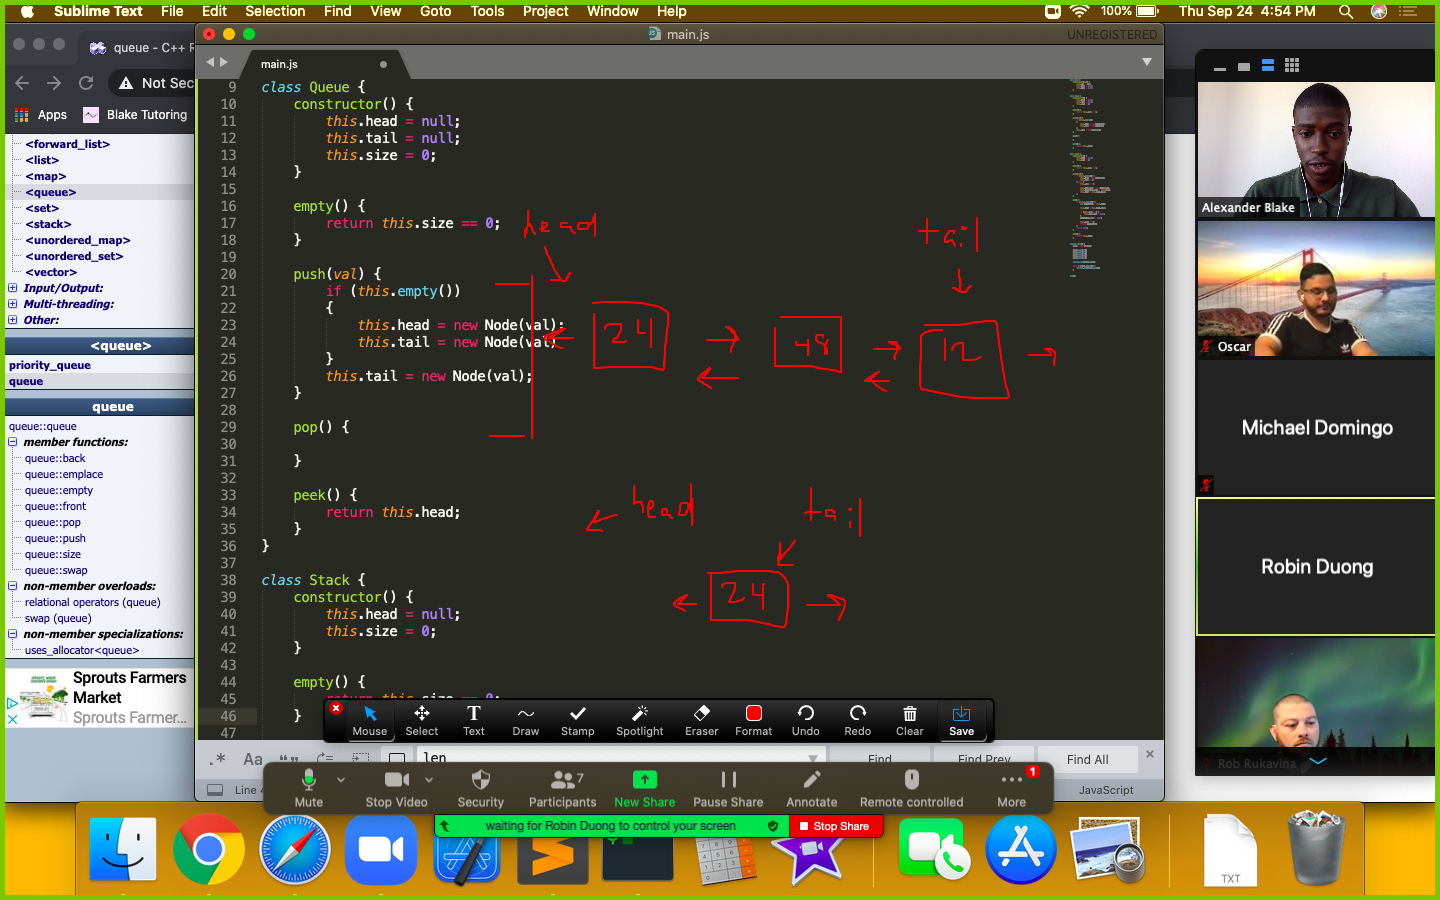 Sublime Text File Edit Selection Find View Goto Tools Project Window Help
100% Thu Sep 24 4:54 PM
queue - C++ R
main.js
UNREGISTERED
main.js
Not Sec
Apps Blake Tutoring
<forward_list>
<list>
<map>
<queue>
<set>
<stack>
<unordered_map>
<unordered_set>
<vector>
Input/Output:
Multi-threading:
Other:
<queue>
priority_queue
queue
queue
queue::queue
member functions:
queue::back
queue::emplace
queue::empty
queue::front
queue::pop
queue::push
queue::size
queue::swap
non-member overloads:
relational operators (queue)
swap (queue)
non-member specializations:
uses_allocator<queue>
Sprouts Farmers
Market
Sprouts Farmer...
9 class Queue {
10 constructor() {
11 this.head = null;
12 this.tail = null;
13 this.size = 0;
14 }
15
16 empty() {
17 return this.size == 0;
18 }
19
20 push(val) {
21 if (this.empty())
22 {
23 this.head = new Node(val);
24 this.tail = new Node(val)
25 }
26 this.tail = new Node(val);
27 }
28
29 pop() {
30
31 }
32
33 peek() {
34 return this.head;
35 }
36 }
37
38 class Stack {
39 constructor() {
40 this.head = null;
41 this.size = 0;
42 }
43
44 empty() {
45 return this.size == 0;
46 }
47
head
tail
24
48
12
head
tail
24
Mouse Select Text Draw Stamp Spotlight Eraser Format Undo Redo Clear Save
.* Aa len Find Find Prev Find All
Line 4
JavaScript
7
1
Mute Stop Video Security Participants New Share Pause Share Annotate Remote controlled More
waiting for Robin Duong to control your screen Stop Share
Alexander Blake
Oscar
Michael Domingo
Robin Duong
Rob Rukavina
TXT